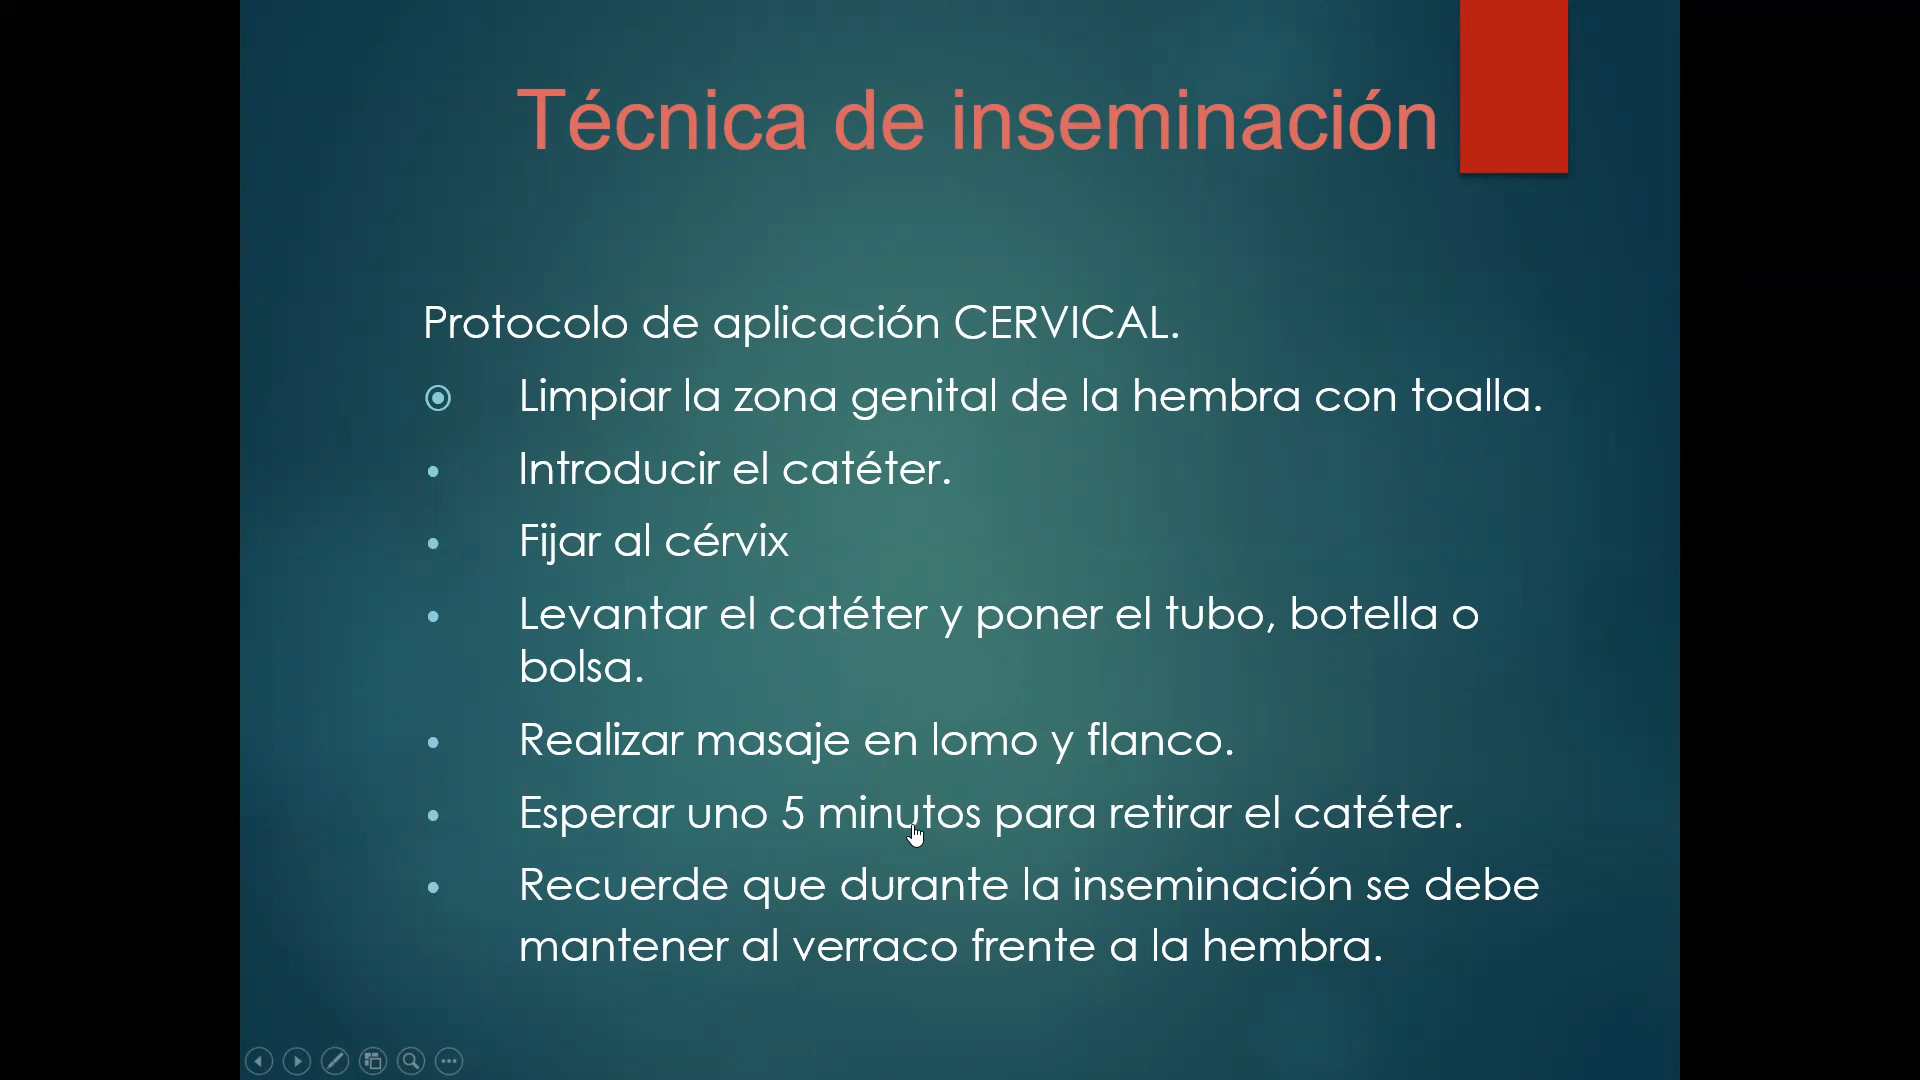 Técnica de inseminación
Protocolo de aplicación CERVICAL.
Limpiar la zona genital de la hembra con toalla.
Introducir el catéter.
Fijar al cérvix
Levantar el catéter y poner el tubo, botella o
bolsa.
Realizar masaje en lomo y flanco.
Esperar uno 5 minutos para retirar el catéter.
Recuerde que durante la inseminación se debe
mantener al verraco frente a la hembra.